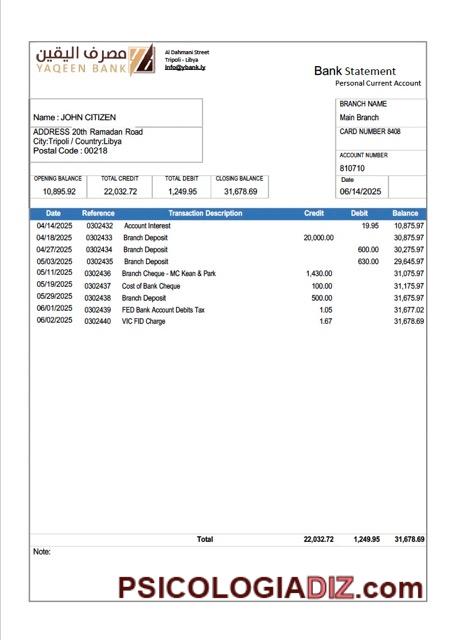 مصرف اليقين
YAQEEN BANK
Al Dahmani Street
Tripoli - Libya
info@ybank.ly
Bank Statement
Personal Current Account
Name : JOHN CITIZEN
ADDRESS 20th Ramadan Road
City:Tripoli / Country:Libya
Postal Code : 00218
BRANCH NAME
Main Branch
CARD NUMBER 8408
ACCOUNT NUMBER
810710
OPENING BALANCE TOTAL CREDIT TOTAL DEBIT CLOSING BALANCE Date
10,895.92 22,032.72 1,249.95 31,678.69 06/14/2025
Date Reference Transaction Description Credit Debit Balance
04/14/2025 0302432 Account Interest 19.95 10,875.97
04/18/2025 0302433 Branch Deposit 20,000.00 30,875.97
04/27/2025 0302434 Branch Deposit 600.00 30,275.97
05/03/2025 0302435 Branch Deposit 630.00 29,645.97
05/11/2025 0302436 Branch Cheque - MC Kean & Park 1,430.00 31,075.97
05/19/2025 0302437 Cost of Bank Cheque 100.00 31,175.97
05/29/2025 0302438 Branch Deposit 500.00 31,675.97
06/01/2025 0302439 FED Bank Account Debits Tax 1.05 31,677.02
06/02/2025 0302440 VIC FID Charge 1.67 31,678.69
Total 22,032.72 1,249.95 31,678.69
Note:
PSICOLOGIADIZ.com